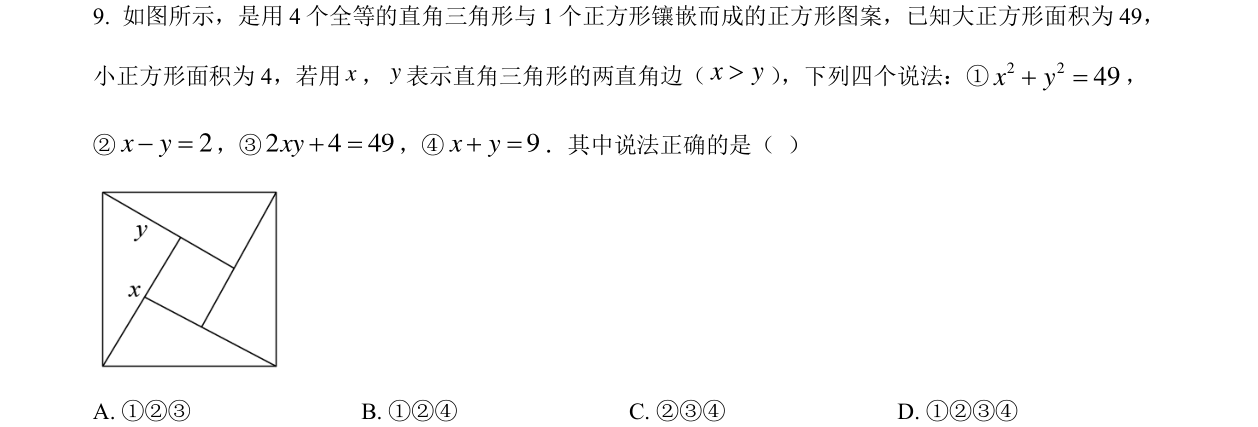 9. 如图所示，是用 4 个全等的直角三角形与 1 个正方形镶嵌而成的正方形图案，已知大正方形面积为 49，
小正方形面积为 4，若用 x ， y 表示直角三角形的两直角边（ x > y ），下列四个说法：① x² + y² = 49 ，
② x − y = 2 ，③ 2xy + 4 = 49 ，④ x + y = 9 ．其中说法正确的是（ ）
y
x
A. ①②③ B. ①②④ C. ②③④ D. ①②③④